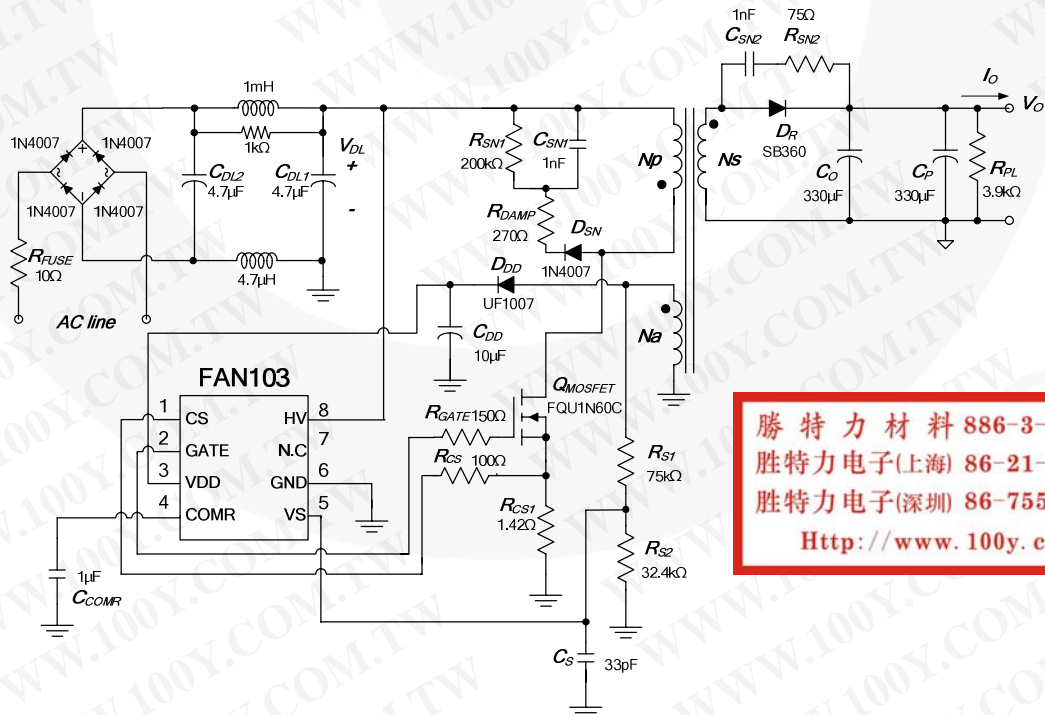 1nF 75Ω
CSN2 RSN2
IO
VO
DR
SB360
1mH
1kΩ
1N4007 1N4007
1N4007 1N4007
CDL2
4.7µF
CDL1
4.7µF
VDL
+
-
4.7µH
RFUSE
10Ω
AC line
RSN1
200kΩ
CSN1
1nF
RDAMP
270Ω
DSN
1N4007
Np
Ns
CO
330µF
CP
330µF
RPL
3.9kΩ
DDD
UF1007
CDD
10µF
Na
QMOSFET
FQU1N60C
RGATE 150Ω
RCS 100Ω
RCS1
1.42Ω
RS1
75kΩ
RS2
32.4kΩ
CS 33pF
FAN103
1 CS
2 GATE
3 VDD
4 COMR
HV 8
N.C 7
GND 6
VS 5
1µF
CCOMR
勝特力材料 886-3-
胜特力电子(上海) 86-21-
胜特力电子(深圳) 86-755
Http://www.100y.c
WWW.100Y.COM.TW